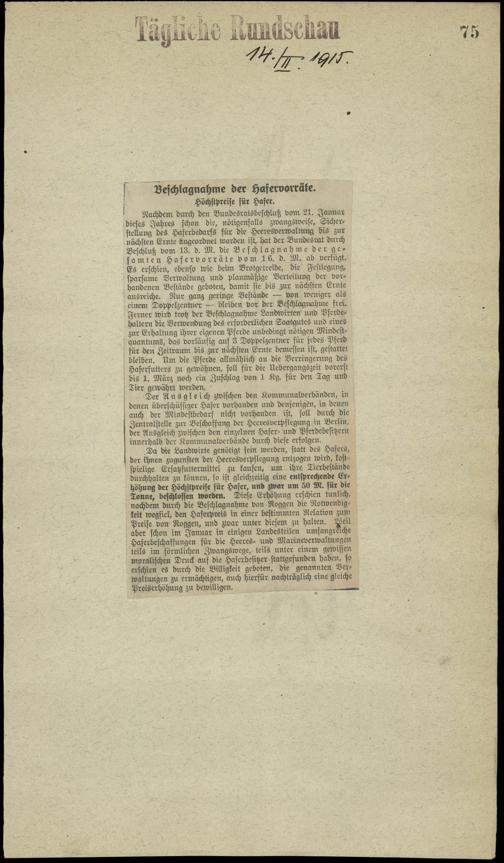 Tägliche Rundschau
75
14./II. 1915.
Beschlagnahme der Hafervorräte.
Höchstpreise für Hafer.
Nachdem durch den Bundesratsbeschluß vom 21. Januar
dieses Jahres schon die, nötigenfalls zwangsweise, Sicher-
stellung des Haferbedarfs für die Heeresverwaltung bis zur
nächsten Ernte angeordnet worden ist, hat der Bundesrat durch
Beschluß vom 13. d. M. die Beschlagnahme der ge-
samten Hafervorräte vom 16. d. M. ab verfügt.
Es erschien, ebenso wie beim Brotgetreide, die Festlegung,
sparsame Verwaltung und planmäßige Verteilung der vor-
handenen Bestände geboten, damit sie bis zur nächsten Ernte
ausreiche. Nur ganz geringe Bestände — von weniger als
einem Doppelzentner — bleiben vor der Beschlagnahme frei.
Ferner wird trotz der Beschlagnahme Landwirten und Pferde-
haltern die Verwendung des erforderlichen Saatgutes und eines
zur Erhaltung ihrer eigenen Pferde unbedingt nötigen Mindest-
quantums, das vorläufig auf 3 Doppelzentner für jedes Pferd
für den Zeitraum bis zur nächsten Ernte bemessen ist, gestattet
bleiben. Um die Pferde allmählich an die Verringerung des
Haferfutters zu gewöhnen, soll für die Uebergangszeit vorerst
bis 1. März noch ein Zuschlag von 1 Kg. für den Tag und
Tier gewährt werden.
Der Ausgleich zwischen den Kommunalverbänden, in
denen überschüssiger Hafer vorhanden und denjenigen, in denen
auch der Mindestbedarf nicht vorhanden ist, soll durch die
Zentralstelle zur Beschaffung der Heeresverpflegung in Berlin,
der Ausgleich zwischen den einzelnen Hafer- und Pferdebesitzern
innerhalb der Kommunalverbände durch diese erfolgen.
Da die Landwirte genötigt sein werden, statt des Hafers,
der ihnen zugunsten der Heeresverpflegung entzogen wird, kost-
spielige Ersatzfuttermittel zu kaufen, um ihre Tierbestände
durchhalten zu können, so ist gleichzeitig eine entsprechende Er-
höhung der Höchstpreise für Hafer, und zwar um 50 M. für die
Tonne, beschlossen worden. Diese Erhöhung erschien tunlich,
nachdem durch die Beschlagnahme von Roggen die Notwendig-
keit wegfiel, den Haferpreis in einer bestimmten Relation zum
Preise von Roggen, und zwar unter diesem zu halten. Weil
aber schon im Januar in einigen Landesteilen umfangreiche
Haferbeschaffungen für die Heeres- und Marineverwaltungen
teils im förmlichen Zwangswege, teils unter einem gewissen
moralischen Druck auf die Haferbesitzer stattgefunden haben, so
erschien es durch die Billigkeit geboten, die genannten Ver-
waltungen zu ermächtigen, auch hierfür nachträglich eine gleiche
Preiserhöhung zu bewilligen.